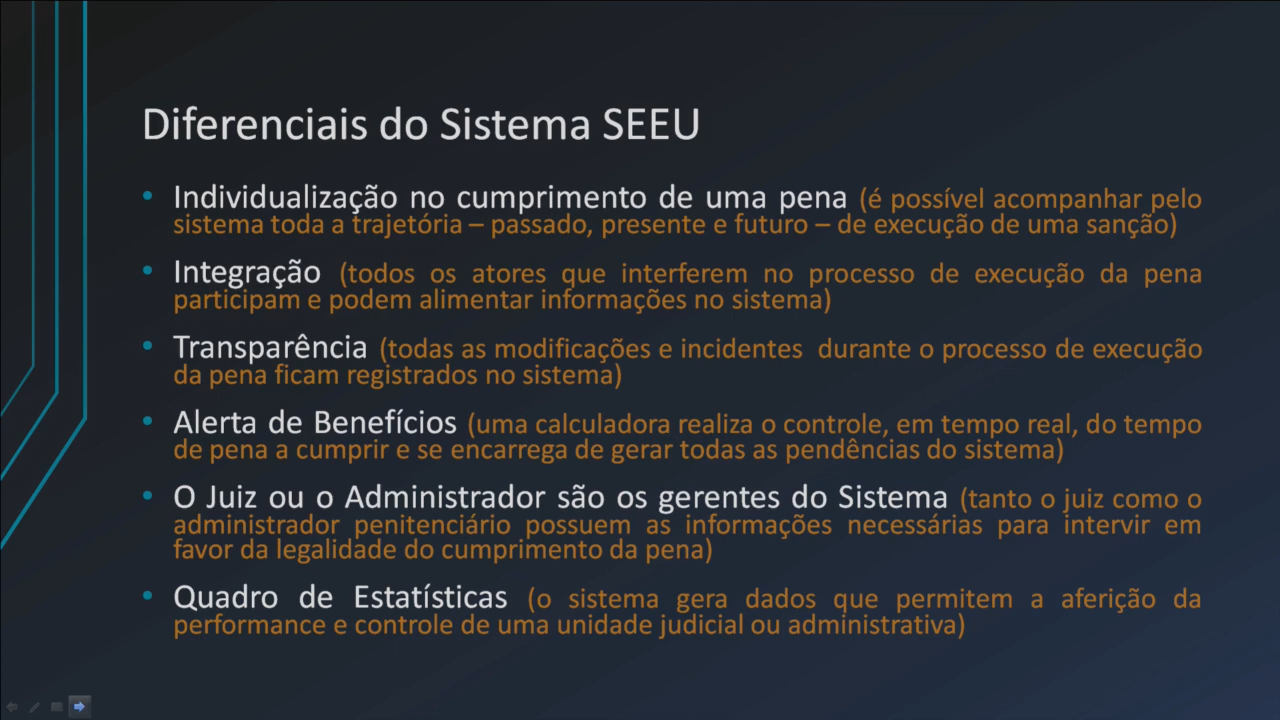 Diferenciais do Sistema SEEU
• Individualização no cumprimento de uma pena (é possível acompanhar pelo
sistema toda a trajetória – passado, presente e futuro – de execução de uma sanção)
• Integração (todos os atores que interferem no processo de execução da pena
participam e podem alimentar informações no sistema)
• Transparência (todas as modificações e incidentes durante o processo de execução
da pena ficam registrados no sistema)
• Alerta de Benefícios (uma calculadora realiza o controle, em tempo real, do tempo
de pena a cumprir e se encarrega de gerar todas as pendências do sistema)
• O Juiz ou o Administrador são os gerentes do Sistema (tanto o juiz como o
administrador penitenciário possuem as informações necessárias para intervir em
favor da legalidade do cumprimento da pena)
• Quadro de Estatísticas (o sistema gera dados que permitem a aferição da
performance e controle de uma unidade judicial ou administrativa)